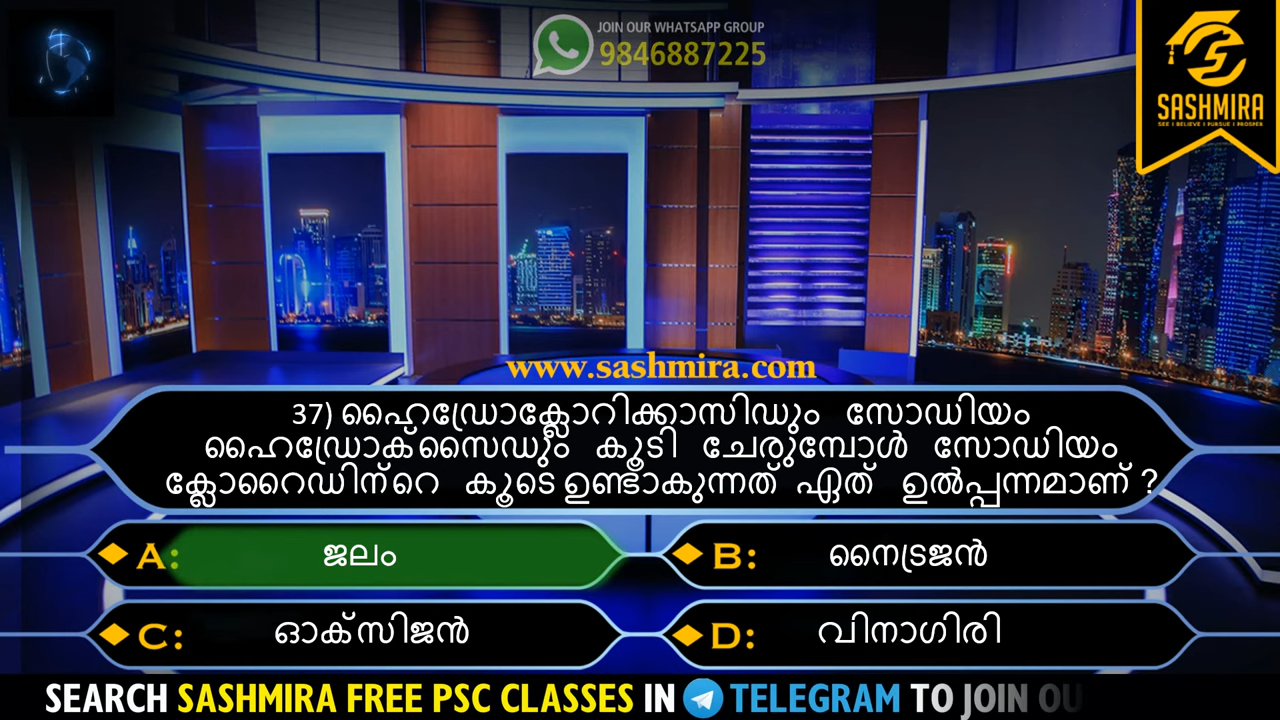 JOIN OUR WHATSAPP GROUP
9846887225
SASHMIRA
SEE | BELIEVE | PURSUE | PROSPER
www.sashmira.com
37) ഹൈഡ്രോക്ലോറിക്കാസിഡും സോഡിയം
ഹൈഡ്രോക്സൈഡും കൂടി ചേരുമ്പോൾ സോഡിയം
ക്ലോറൈഡിന്റെ കൂടെ ഉണ്ടാകുന്നത് ഏത് ഉൽപ്പന്നമാണ് ?
A: ജലം
B: നൈട്രജൻ
C: ഓക്സിജൻ
D: വിനാഗിരി
SEARCH SASHMIRA FREE PSC CLASSES IN TELEGRAM TO JOIN OU